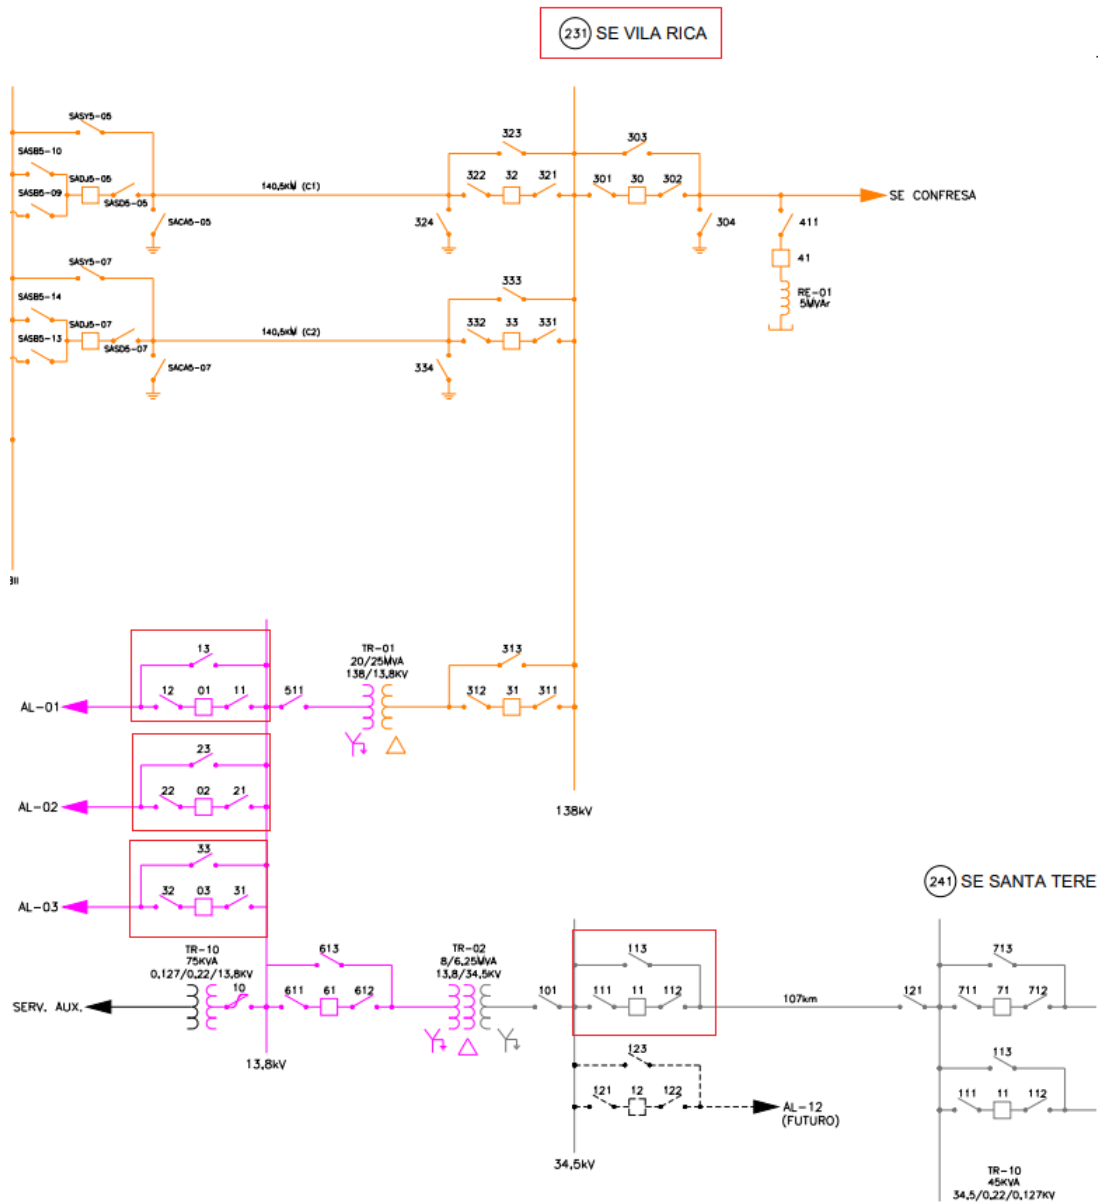 231 SE VILA RICA
SASY5-05
SASB5-10
SADJ5-05
SASB5-09
SASD5-05
SACA5-05
140,5KM (C1)
323
322 32 321
324
303
301 30 302
304
SE CONFRESA
411
41
RE-01
5MVAr
SASY5-07
SASB5-14
SADJ5-07
SASB5-13
SASD5-07
SACA5-07
140,5KM (C2)
333
332 33 331
334
13
12 01 11
AL-01
511
TR-01
20/25MVA
138/13,8KV
313
312 31 311
138kV
23
22 02 21
AL-02
33
32 03 31
AL-03
TR-10
75KVA
0,127/0,22/13,8KV
10
SERV. AUX.
13,8kV
613
611 61 612
TR-02
8/6,25MVA
13,8/34,5KV
101
113
111 11 112
107km
123
121 12 122
AL-12
(FUTURO)
34,5kV
241 SE SANTA TERE
121
713
711 71 712
113
111 11 112
TR-10
45KVA
34,5/0,22/0,127KV